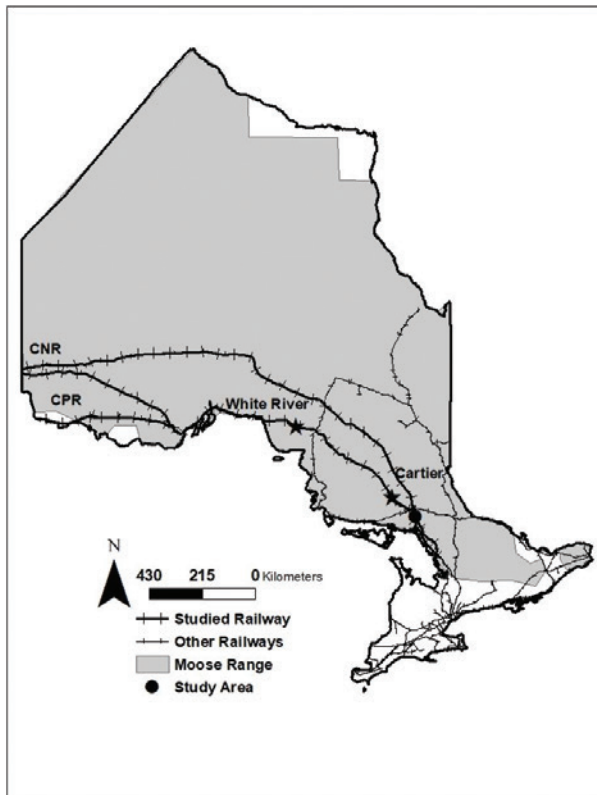 CNR
CPR
White River
Cartier
N
430 215 0 Kilometers
Studied Railway
Other Railways
Moose Range
Study Area